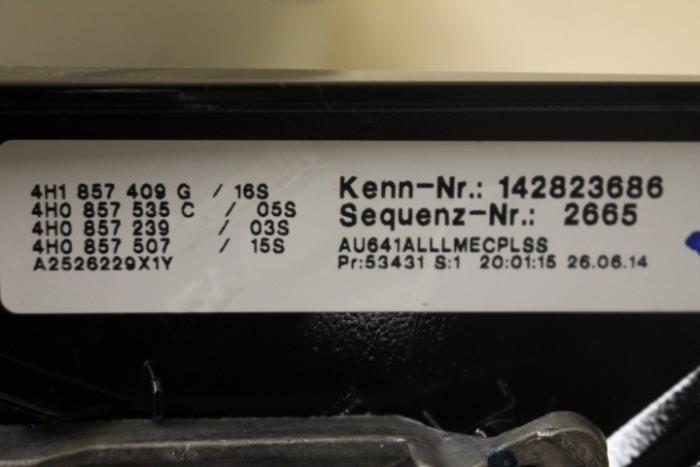 4H1 857 409 G / 16S
4H0 857 535 C / 05S
4H0 857 239 / 03S
4H0 857 507 / 15S
A2526229X1Y
Kenn-Nr.: 142823686
Sequenz-Nr.: 2665
AU641ALLLMECPLSS
Pr:53431 S:1 20:01:15 26.06.14